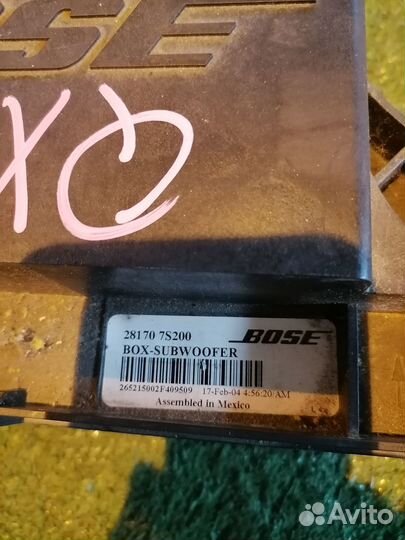 BOSE
28170 7S200 BOSE
BOX-SUBWOOFER
265215002F409509 17-Feb-04 4:56:20 AM
Assembled in Mexico
Avito